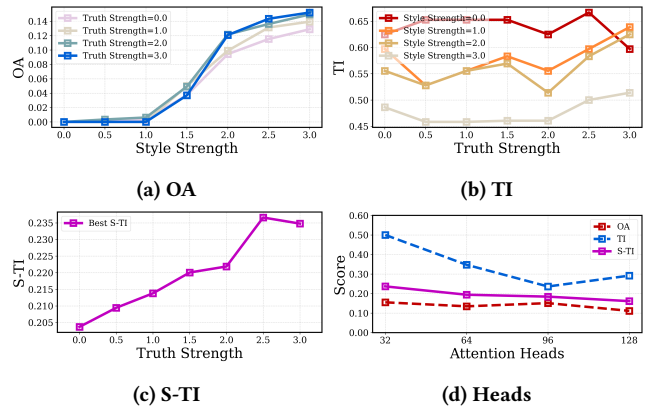 0.14
0.12
0.10
0.08
0.06
0.04
0.02
0.00
OA
Truth Strength=0.0
Truth Strength=1.0
Truth Strength=2.0
Truth Strength=3.0
0.0 0.5 1.0 1.5 2.0 2.5 3.0
Style Strength
(a) OA
0.65
0.60
0.55
0.50
0.45
TI
Style Strength=0.0
Style Strength=1.0
Style Strength=2.0
Style Strength=3.0
0.0 0.5 1.0 1.5 2.0 2.5 3.0
Truth Strength
(b) TI
0.235
0.230
0.225
0.220
0.215
0.210
0.205
S-TI
Best S-TI
0.0 0.5 1.0 1.5 2.0 2.5 3.0
Truth Strength
(c) S-TI
0.60
0.50
0.40
0.30
0.20
0.10
0.00
Score
OA
TI
S-TI
32 64 96 128
Attention Heads
(d) Heads